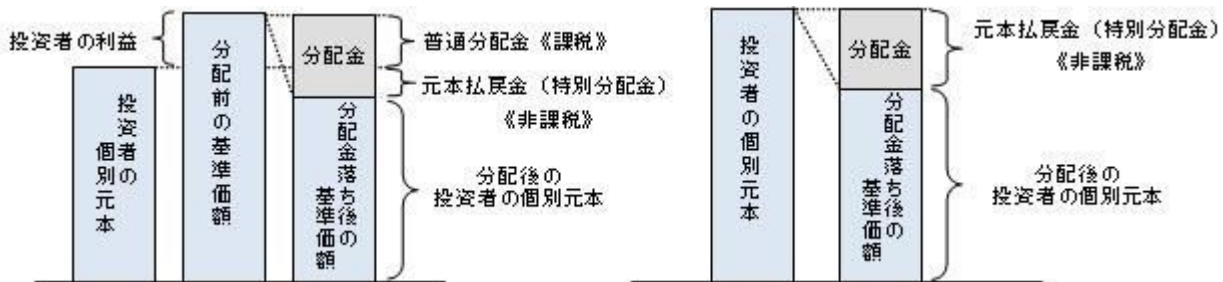 投資者の利益
投資者の
個別元本
分配前の基準価額
分配金
分配金落ち後の
基準価額
普通分配金《課税》
元本払戻金（特別分配金）
《非課税》
分配後の
投資者の個別元本
投資者の個別元本
分配金
分配金落ち後の
基準価額
元本払戻金（特別分配金）
《非課税》
分配後の
投資者の個別元本